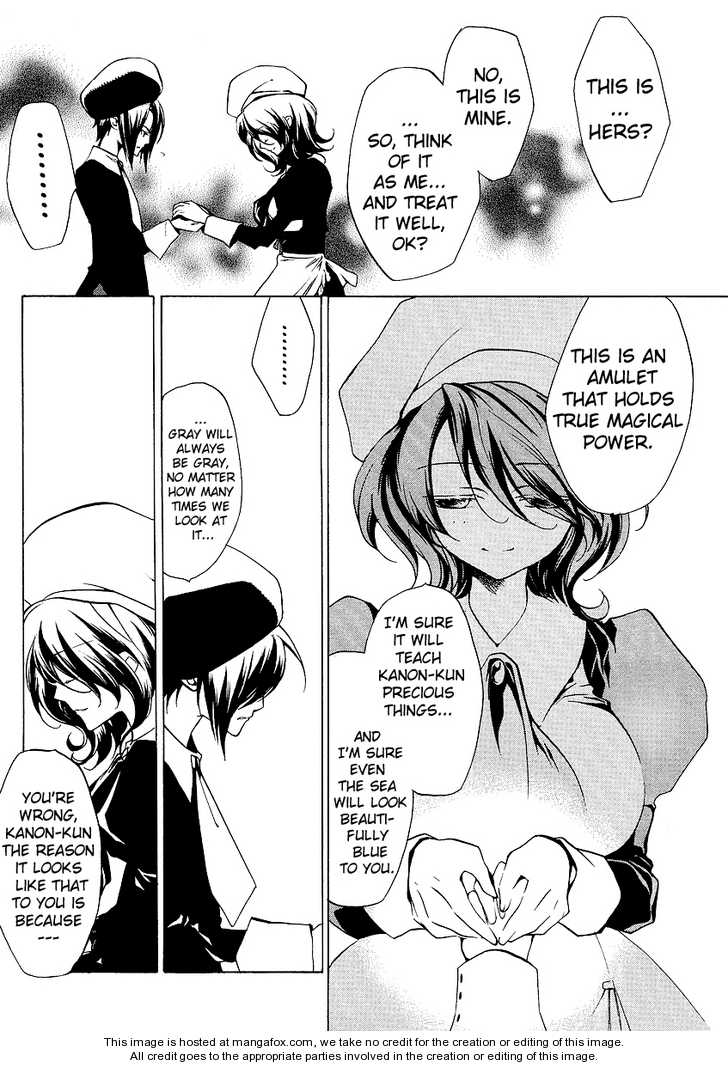 THIS IS
...
HERS?
NO,
THIS IS
MINE.
...
SO, THINK
OF IT
AS ME...
AND TREAT
IT WELL,
OK?
........
THIS IS AN
AMULET
THAT HOLDS
TRUE MAGICAL
POWER.
I'M SURE
IT WILL
TEACH
KANON-KUN
PRECIOUS
THINGS...
AND
I'M SURE
EVEN
THE SEA
WILL LOOK
BEAUTI-
FULLY
BLUE
TO YOU.
......
...
GRAY WILL
ALWAYS
BE GRAY,
NO MATTER
HOW MANY
TIMES WE
LOOK AT
IT...
YOU'RE
WRONG,
KANON-KUN
THE REASON
IT LOOKS
LIKE THAT
TO YOU IS
BECAUSE
---
This image is hosted at mangafox.com, we take no credit for the creation or editing of this image.
All credit goes to the appropriate parties involved in the creation or editing of this image.